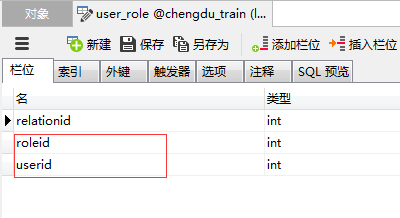 对象
user_role @chengdu_train (l...
新建 保存 另存为 添加栏位 插入栏位
栏位 索引 外键 触发器 选项 注释 SQL 预览
名 类型
relationid int
roleid int
userid int